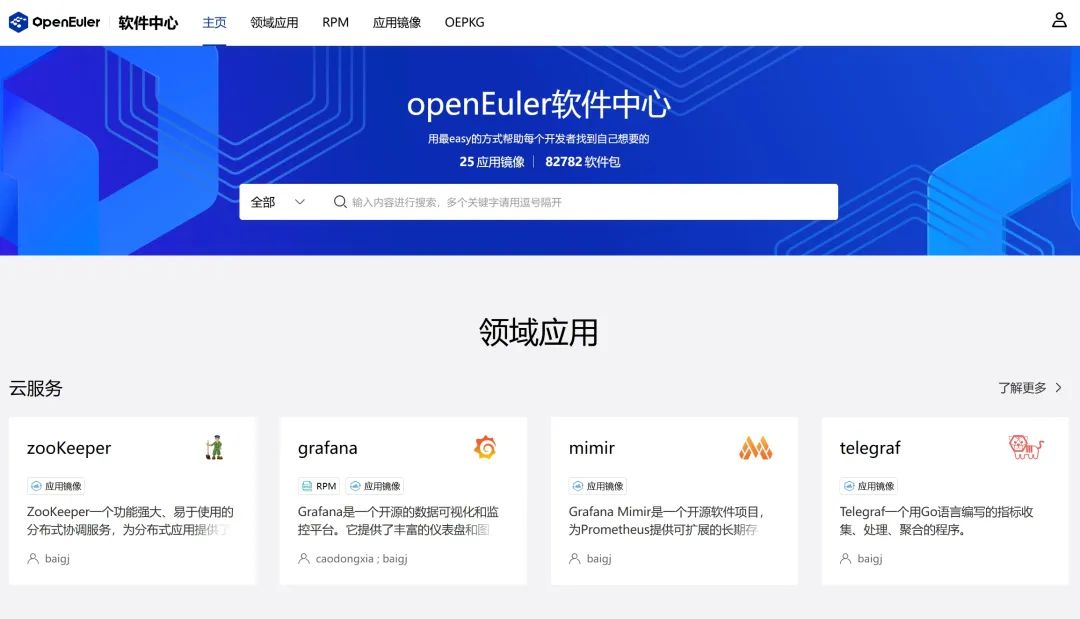 OpenEuler 软件中心 主页 领域应用 RPM 应用镜像 OEPKG
openEuler软件中心
用最easy的方式帮助每个开发者找到自己想要的
25 应用镜像 82782 软件包
全部 输入内容进行搜索，多个关键字请用逗号隔开
领域应用
云服务 了解更多
zooKeeper
应用镜像
ZooKeeper一个功能强大、易于使用的
分布式协调服务，为分布式应用提供了
baigj
grafana
RPM 应用镜像
Grafana是一个开源的数据可视化和监
控平台。它提供了丰富的仪表盘和图
caodongxia ; baigj
mimir
应用镜像
Grafana Mimir是一个开源软件项目，
为Prometheus提供可扩展的长期存
baigj
telegraf
应用镜像
Telegraf一个用Go语言编写的指标收
集、处理、聚合的程序。
baigj